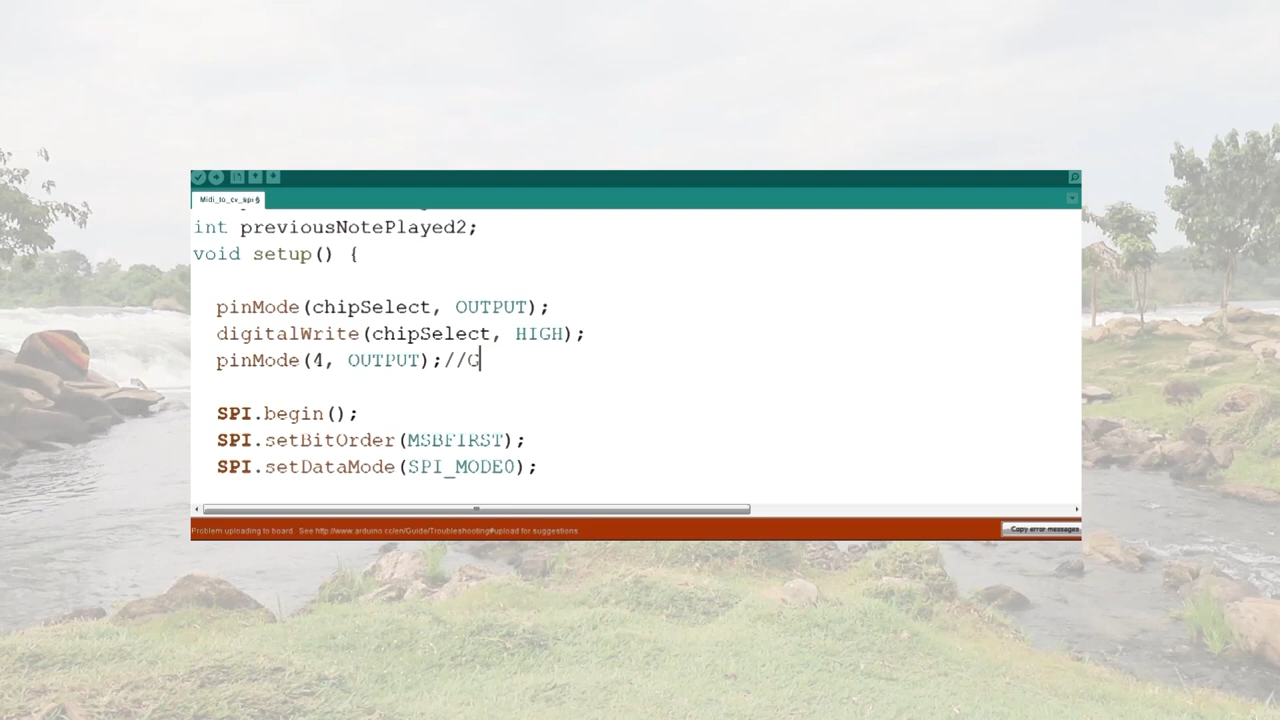 Midi_to_cv_spi §
int previousNotePlayed2;
void setup() {
pinMode(chipSelect, OUTPUT);
digitalWrite(chipSelect, HIGH);
pinMode(4, OUTPUT);//G
SPI.begin();
SPI.setBitOrder(MSBFIRST);
SPI.setDataMode(SPI_MODE0);
Problem uploading to board. See http://www.arduino.cc/en/Guide/Troubleshooting#upload for suggestions.
Copy error messages